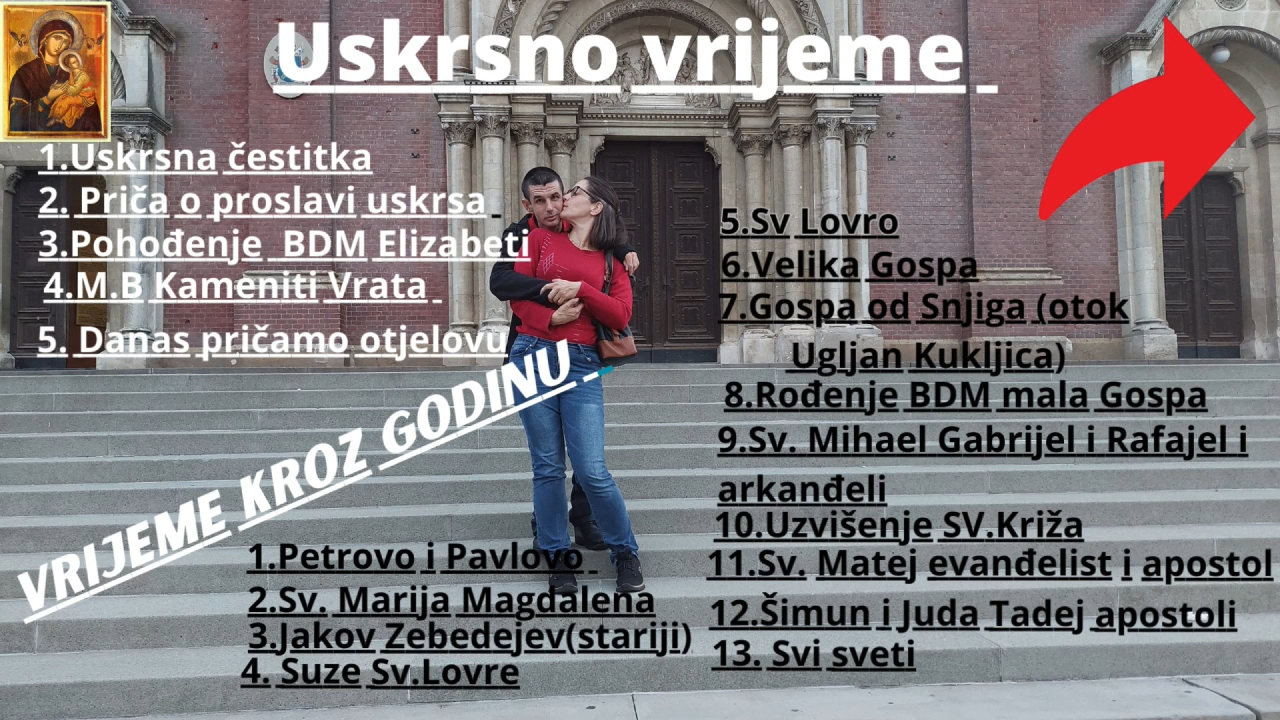 Uskrsno vrijeme
1.Uskrsna čestitka
2. Priča o proslavi uskrsa
3.Pohođenje BDM Elizabeti
4.M.B Kameniti Vrata
5. Danas pričamo otjelovu
VRIJEME KROZ GODINU
1.Petrovo i Pavlovo
2.Sv. Marija Magdalena
3.Jakov Zebedejev(stariji)
4. Suze Sv.Lovre
5.Sv Lovro
6.Velika Gospa
7.Gospa od Snjiga (otok
Ugljan Kukljica)
8.Rođenje BDM mala Gospa
9.Sv. Mihael Gabrijel i Rafajel i
arkanđeli
10.Uzvišenje SV.Križa
11.Sv. Matej evanđelist i apostol
12.Šimun i Juda Tadej apostoli
13. Svi sveti